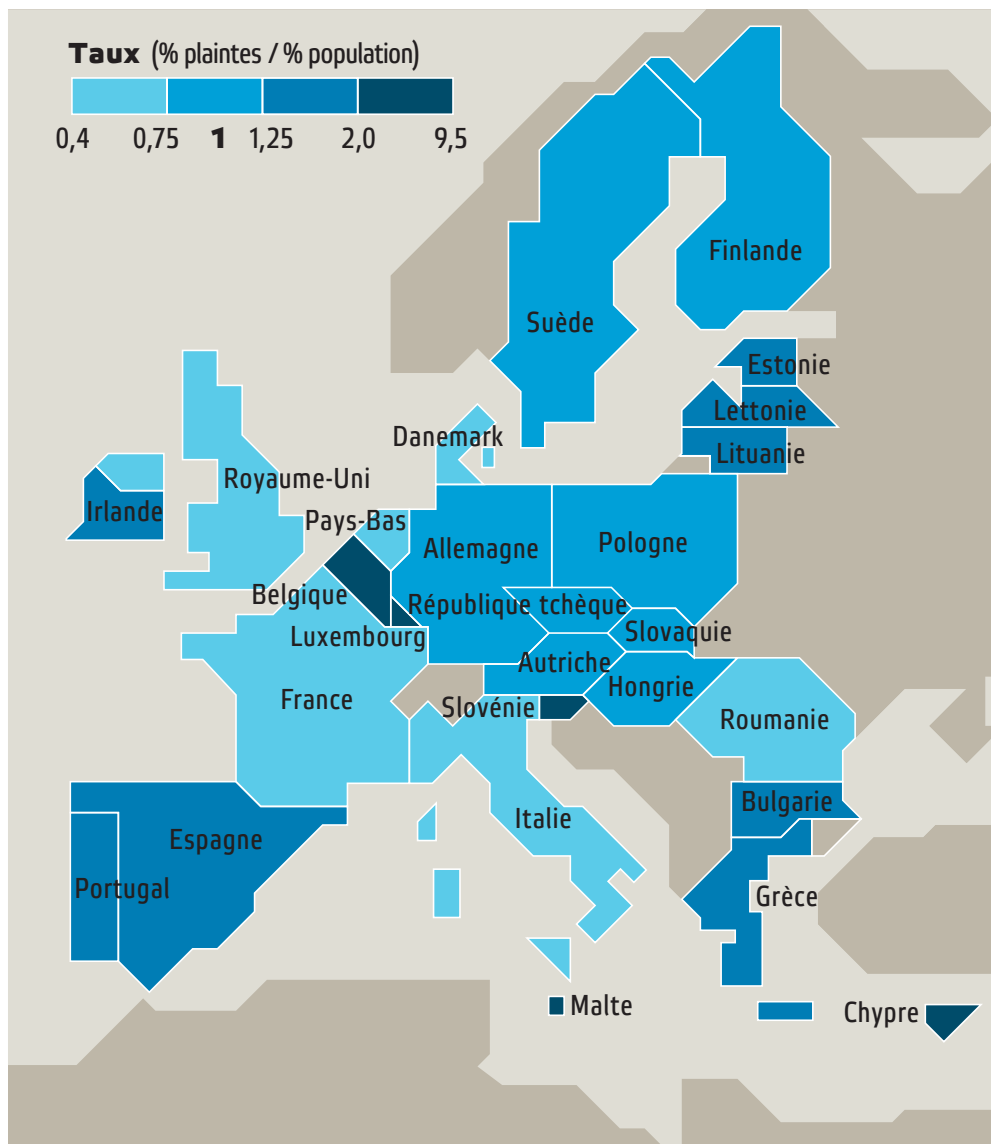 Taux (% plaintes / % population)
0,4 0,75 1 1,25 2,0 9,5
Finlande
Suède
Estonie
Lettonie
Danemark
Lituanie
Royaume-Uni
Irlande
Pays-Bas
Allemagne
Pologne
Belgique
République tchèque
Luxembourg
Slovaquie
Autriche
Hongrie
France
Slovénie
Roumanie
Bulgarie
Italie
Espagne
Portugal
Grèce
Malte
Chypre